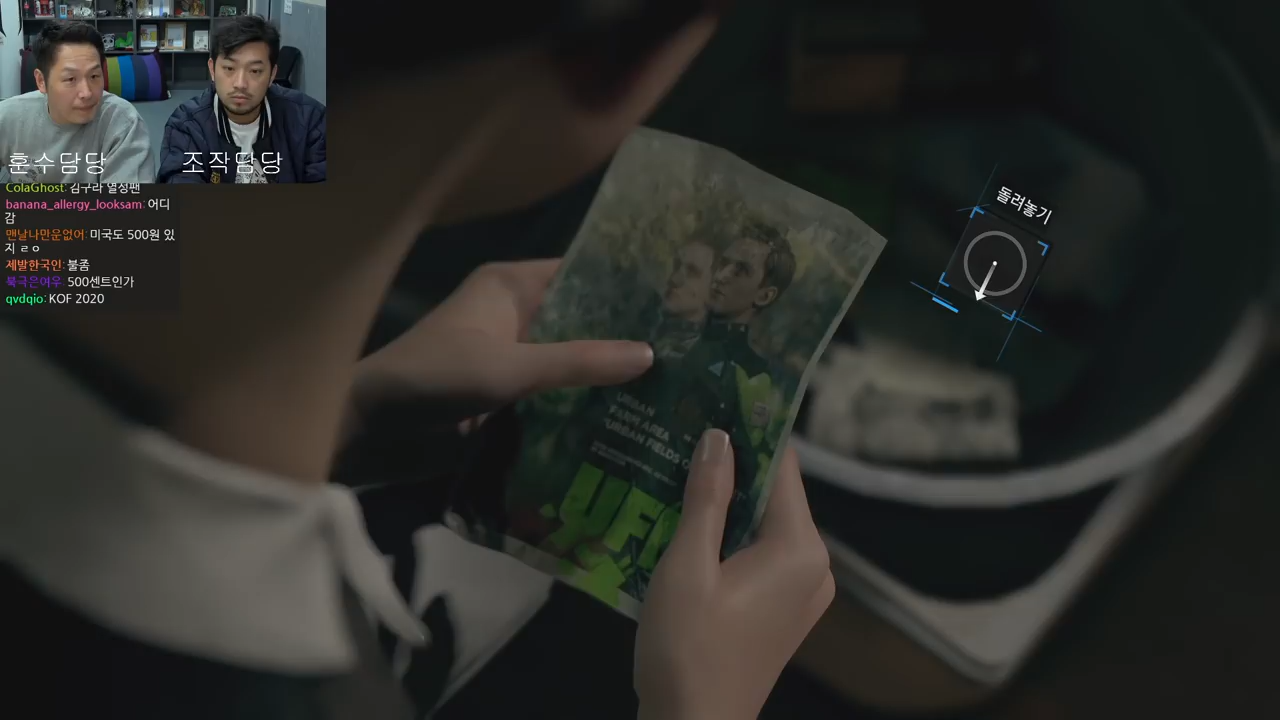 훈수담당
조작담당
ColaGhost: 김구라 열성팬
banana_allergy_looksam: 어디
감
맨날나만운없어: 미국도 500원 있
지 ㄹㅇ
제발한국인: 불좀
북극은여우: 500센트인가
qvdqio: KOF 2020
돌려놓기
URBAN
FARM AREA
"URBAN FIELDS O
UF